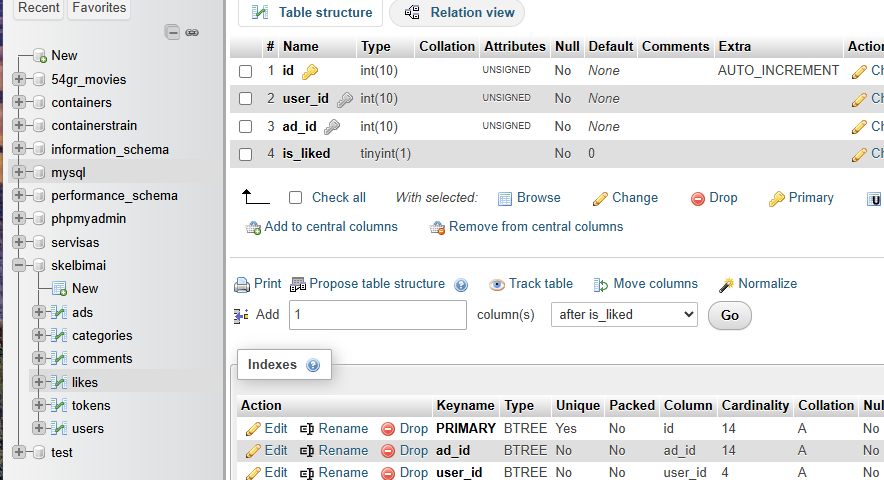 Recent Favorites
New
54gr_movies
containers
containerstrain
information_schema
mysql
performance_schema
phpmyadmin
servisas
skelbimai
New
ads
categories
comments
likes
tokens
users
test
Table structure Relation view
# Name Type Collation Attributes Null Default Comments Extra Action
1 id int(10) UNSIGNED No None AUTO_INCREMENT Ch
2 user_id int(10) UNSIGNED No None Ch
3 ad_id int(10) UNSIGNED No None Ch
4 is_liked tinyint(1) No 0 Ch
Check all With selected: Browse Change Drop Primary U
Add to central columns Remove from central columns
Print Propose table structure Track table Move columns Normalize
Add 1 column(s) after is_liked Go
Indexes
Action Keyname Type Unique Packed Column Cardinality Collation Nul
Edit Rename Drop PRIMARY BTREE Yes No id 14 A No
Edit Rename Drop ad_id BTREE No No ad_id 14 A No
Edit Rename Drop user_id BTREE No No user_id 4 A No